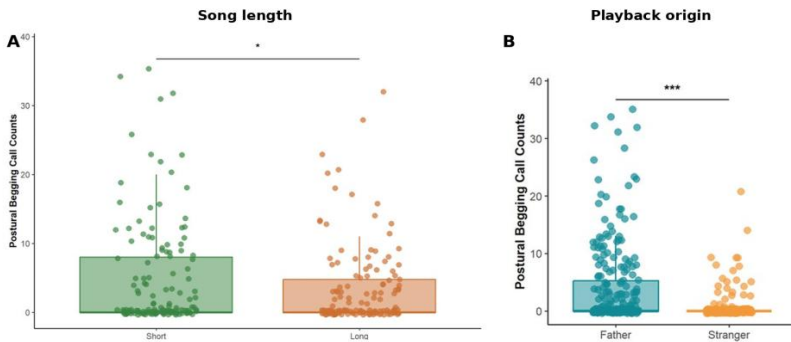 Song length
A
Postural Begging Call Counts
40
30
20
10
0
*
Short
Long
Playback origin
B
Postural Begging Call Counts
40
30
20
10
0
***
Father
Stranger